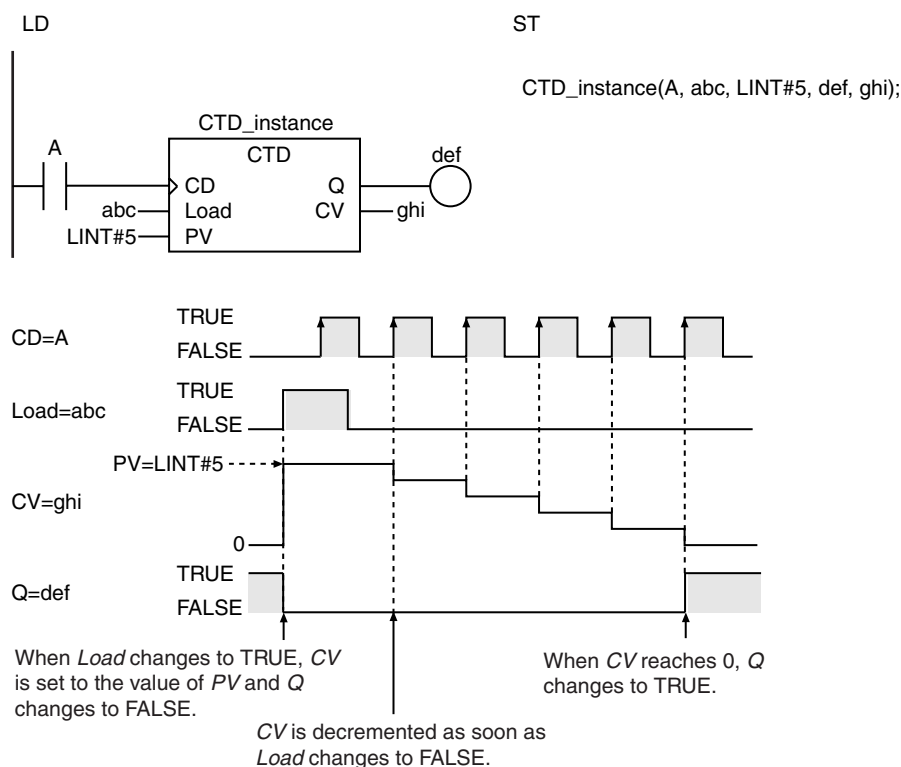 LD
ST
CTD_instance(A, abc, LINT#5, def, ghi);
CTD_instance
A
CTD
def
CD
Q
abc
Load
CV
ghi
LINT#5
PV
CD=A
TRUE
FALSE
Load=abc
TRUE
FALSE
PV=LINT#5
CV=ghi
0
Q=def
TRUE
FALSE
When Load changes to TRUE, CV
is set to the value of PV and Q
changes to FALSE.
When CV reaches 0, Q
changes to TRUE.
CV is decremented as soon as
Load changes to FALSE.